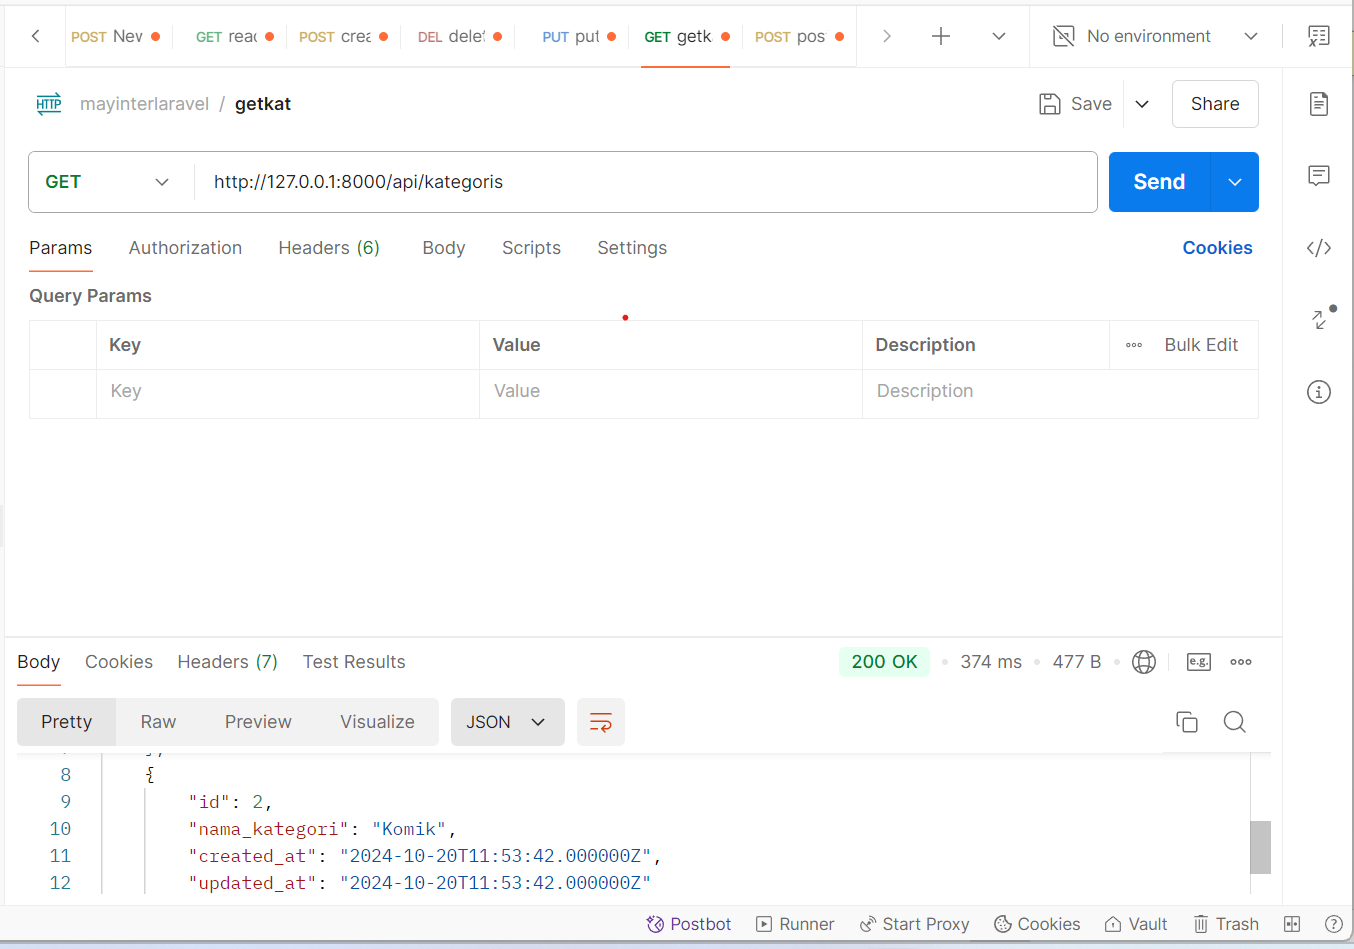 POST Nev GET read POST crea DEL delet PUT put GET getk POST pos No environment
HTTP mayinterlaravel / getkat Save Share
GET http://127.0.0.1:8000/api/kategoris Send
Params Authorization Headers (6) Body Scripts Settings Cookies
Query Params
Key Value Description Bulk Edit
Key Value Description
Body Cookies Headers (7) Test Results 200 OK 374 ms 477 B e.g.
Pretty Raw Preview Visualize JSON
8 {
9 "id": 2,
10 "nama_kategori": "Komik",
11 "created_at": "2024-10-20T11:53:42.000000Z",
12 "updated_at": "2024-10-20T11:53:42.000000Z"
Postbot Runner Start Proxy Cookies Vault Trash